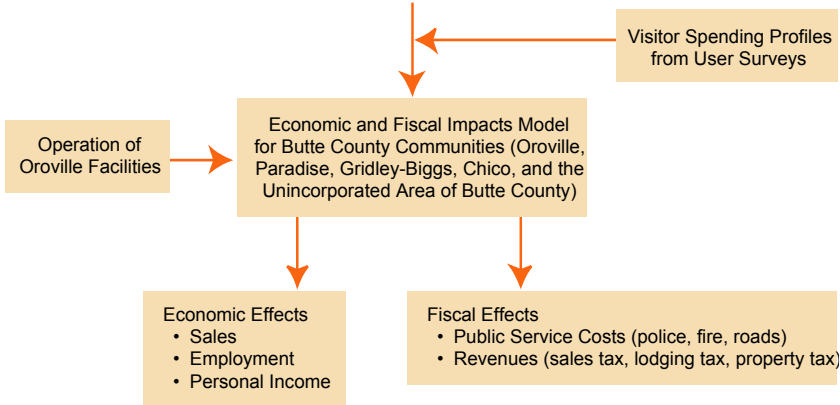 Visitor Spending Profiles
from User Surveys
Economic and Fiscal Impacts Model
for Butte County Communities (Oroville,
Paradise, Gridley-Biggs, Chico, and the
Unincorporated Area of Butte County)
Operation of
Oroville Facilities
Economic Effects
• Sales
• Employment
• Personal Income
Fiscal Effects
• Public Service Costs (police, fire, roads)
• Revenues (sales tax, lodging tax, property tax)